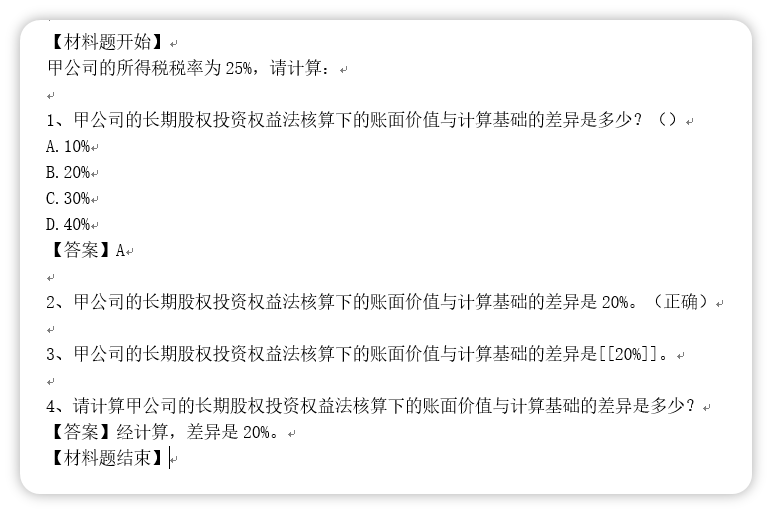 【材料题开始】
甲公司的所得税税率为25%，请计算：
1、甲公司的长期股权投资权益法核算下的账面价值与计算基础的差异是多少？（）
A.10%
B.20%
C.30%
D.40%
【答案】A
2、甲公司的长期股权投资权益法核算下的账面价值与计算基础的差异是20%。（正确）
3、甲公司的长期股权投资权益法核算下的账面价值与计算基础的差异是[[20%]]。
4、请计算甲公司的长期股权投资权益法核算下的账面价值与计算基础的差异是多少？
【答案】经计算，差异是20%。
【材料题结束】